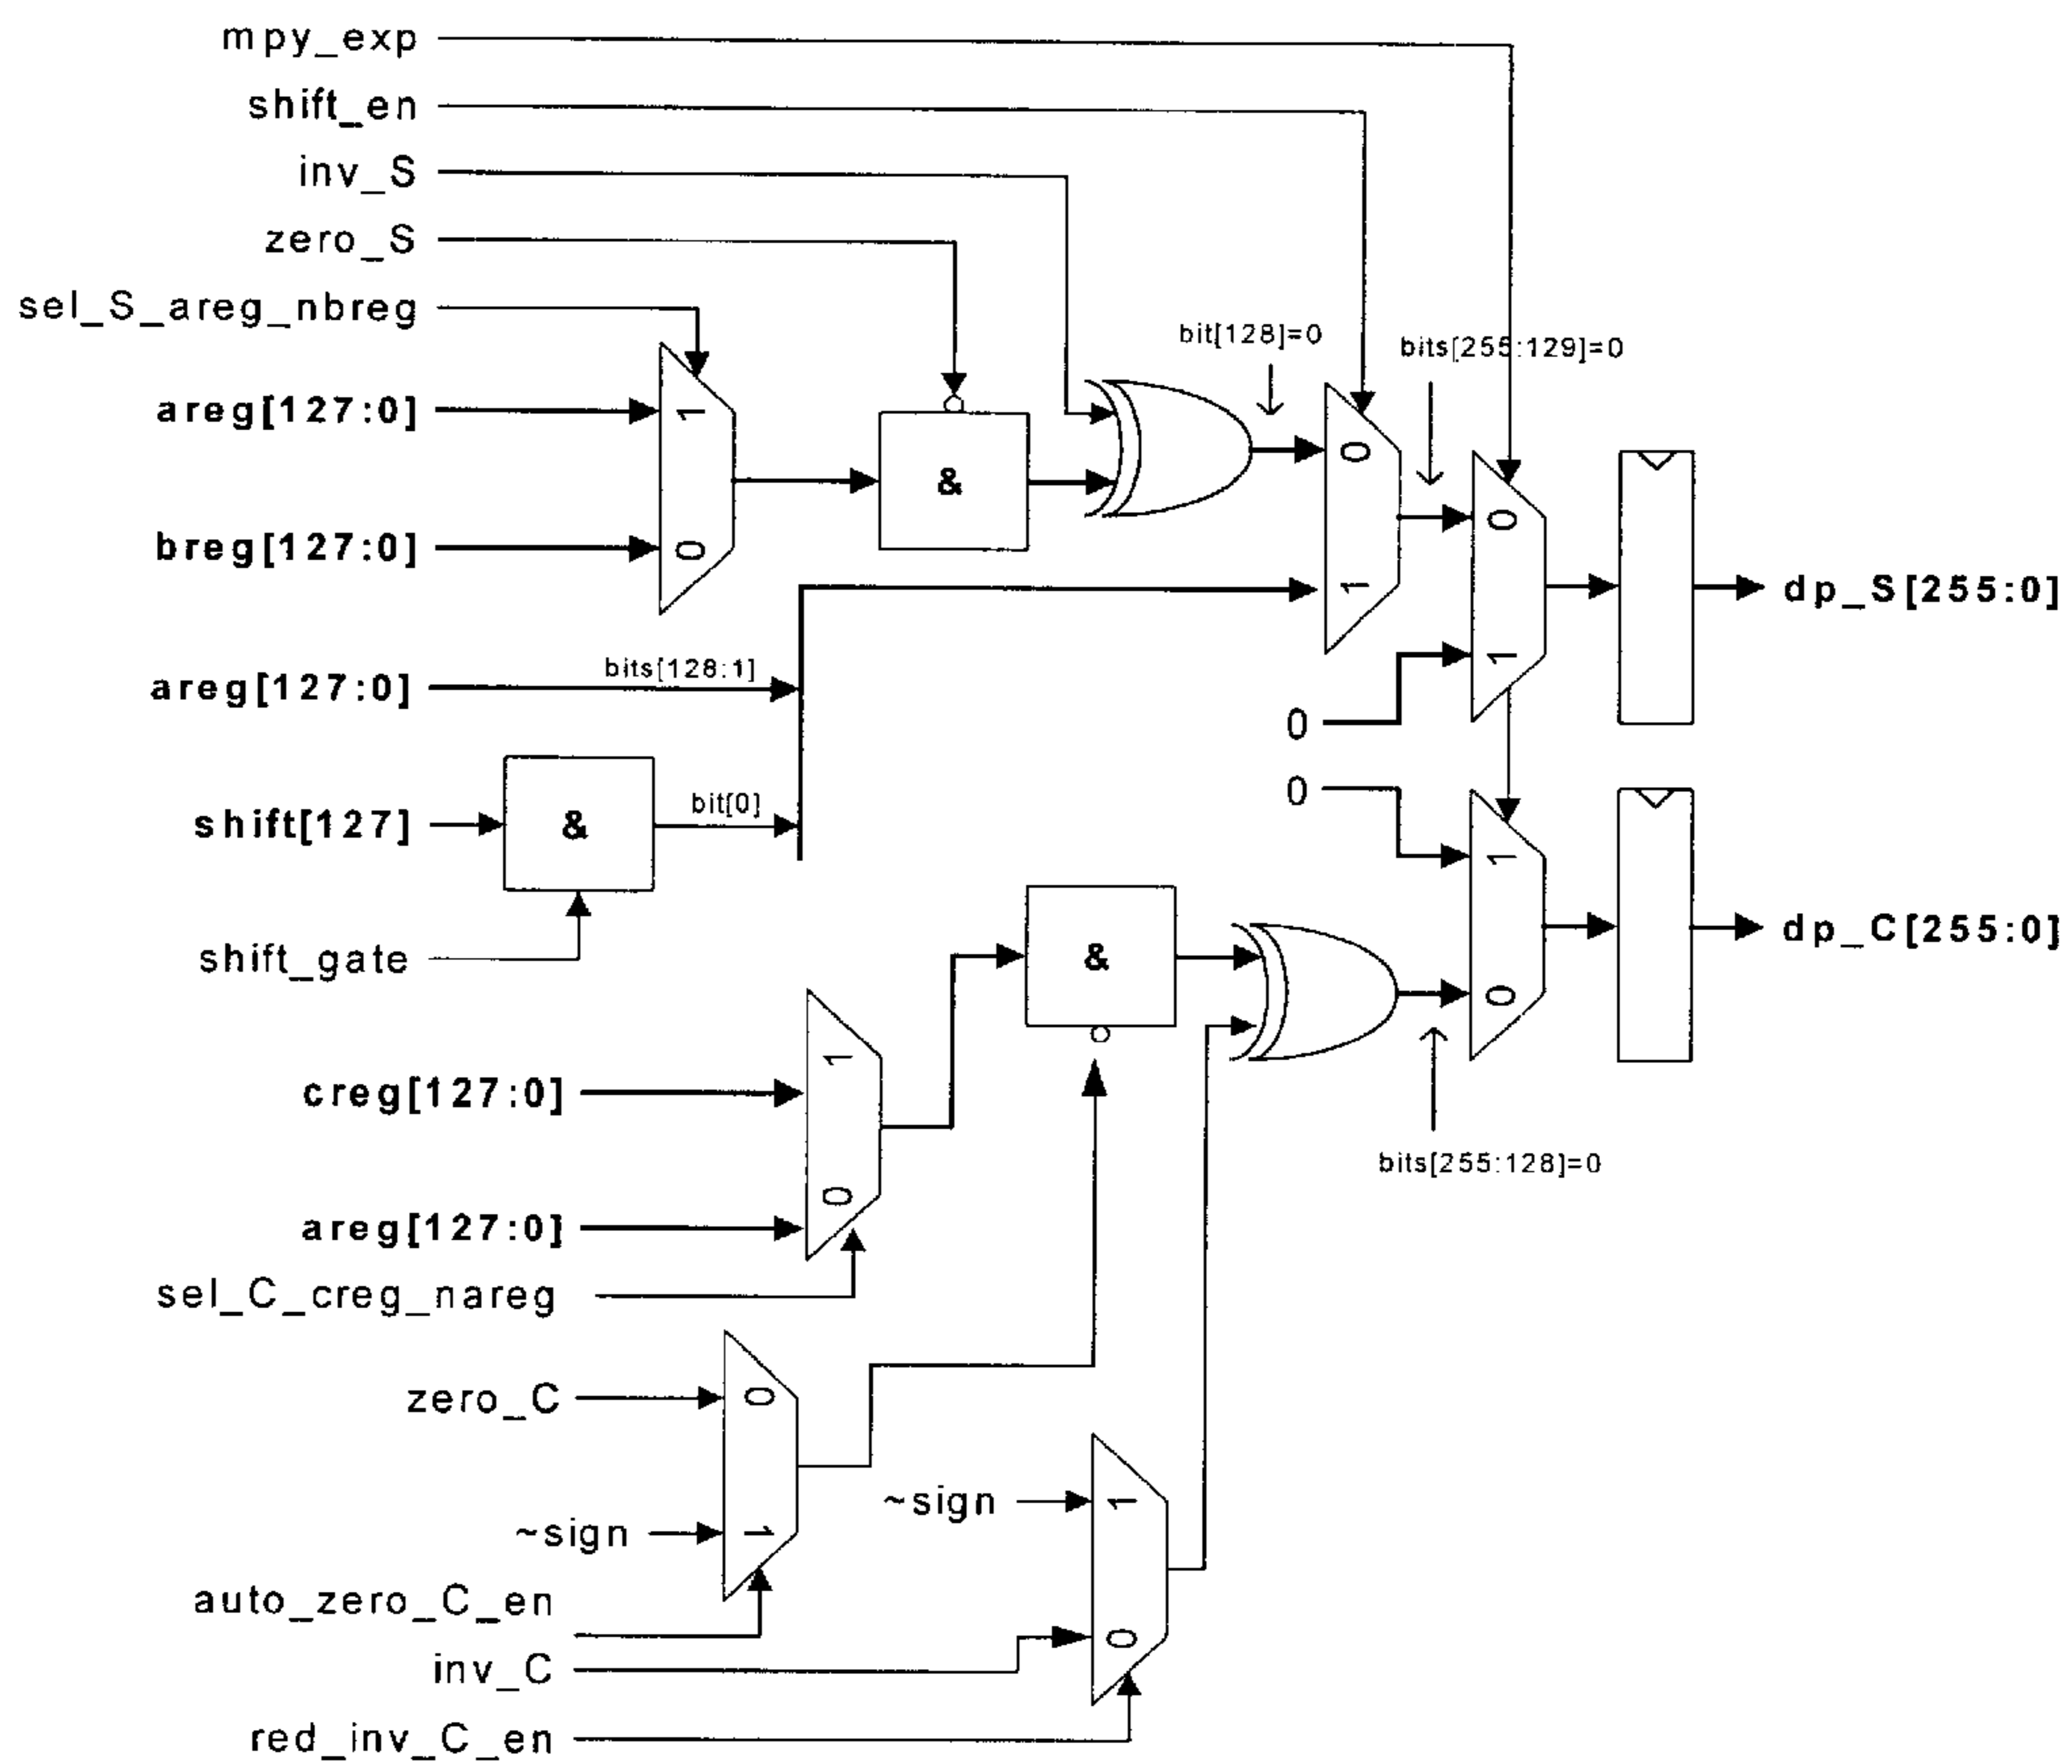 mpy_exp
shift_en
inv_S
zero_S
sel_S_areg_nbreg
bit[128]=0
bits[255:129]=0
areg[127:0]
1
&
0
0
breg[127:0]
0
1
1
dp_S[255:0]
areg[127:0]
bits[128:1]
0
0
shift[127]
&
bit[0]
1
shift_gate
&
0
dp_C[255:0]
creg[127:0]
1
bits[255:128]=0
areg[127:0]
0
sel_C_creg_nareg
zero_C
0
~sign
1
~sign
1
auto_zero_C_en
inv_C
0
red_inv_C_en